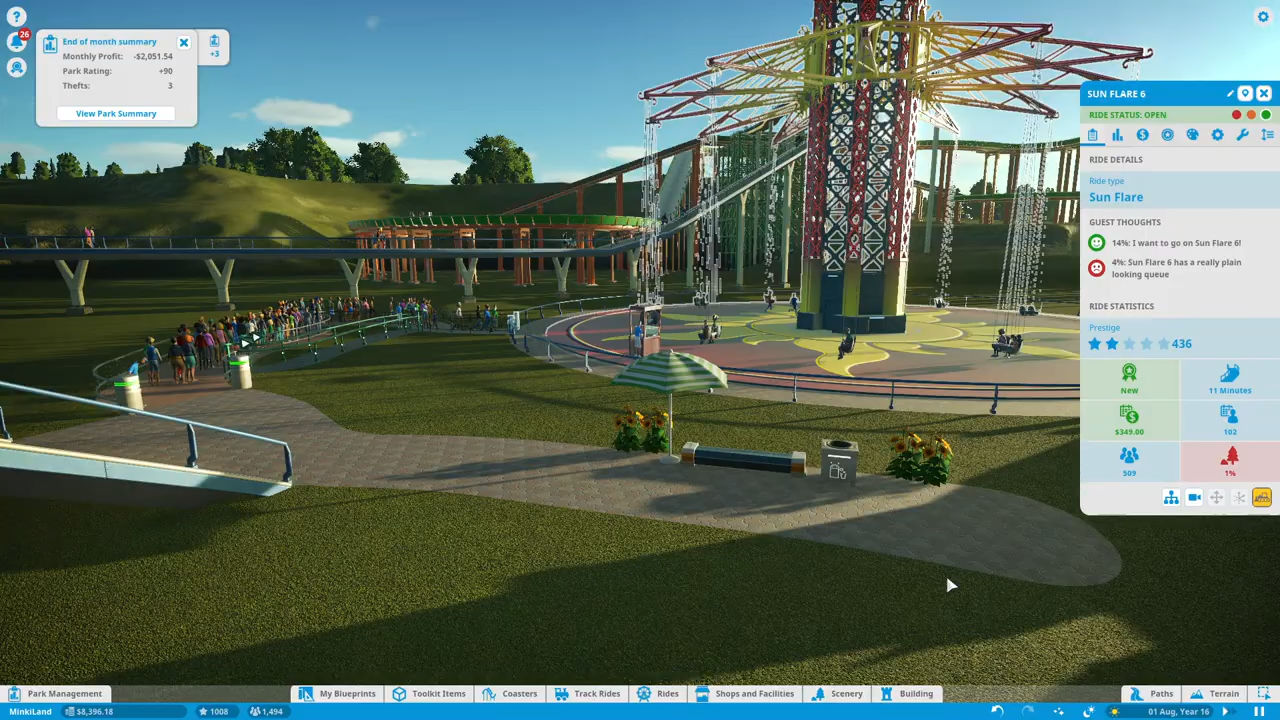 ?
26
End of month summary
Monthly Profit: -$2,051.54
Park Rating: +90
Thefts: 3
View Park Summary
+3
SUN FLARE 6
RIDE STATUS: OPEN
RIDE DETAILS
Ride type
Sun Flare
GUEST THOUGHTS
14%: I want to go on Sun Flare 6!
4%: Sun Flare 6 has a really plain
looking queue
RIDE STATISTICS
Prestige
436
New
11 Minutes
$349.00
102
509
1%
Park Management
My Blueprints
Toolkit Items
Coasters
Track Rides
Rides
Shops and Facilities
Scenery
Building
Paths
Terrain
MinkiLand
$8,396.18
1008
1,494
01 Aug, Year 16